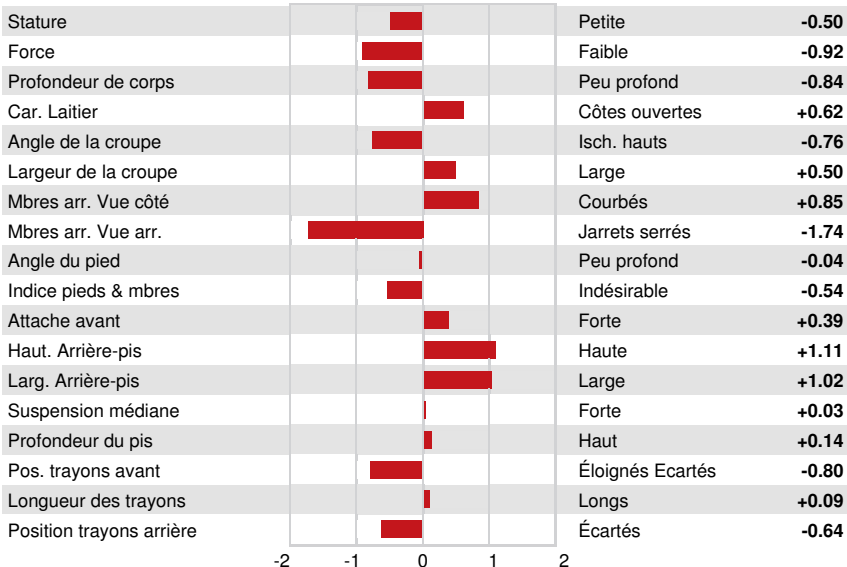 Stature Petite -0.50
Force Faible -0.92
Profondeur de corps Peu profond -0.84
Car. Laitier Côtes ouvertes +0.62
Angle de la croupe Isch. hauts -0.76
Largeur de la croupe Large +0.50
Mbres arr. Vue côté Courbés +0.85
Mbres arr. Vue arr. Jarrets serrés -1.74
Angle du pied Peu profond -0.04
Indice pieds & mbres Indésirable -0.54
Attache avant Forte +0.39
Haut. Arrière-pis Haute +1.11
Larg. Arrière-pis Large +1.02
Suspension médiane Forte +0.03
Profondeur du pis Haut +0.14
Pos. trayons avant Éloignés Ecartés -0.80
Longueur des trayons Longs +0.09
Position trayons arrière Écartés -0.64
-2 -1 0 1 2